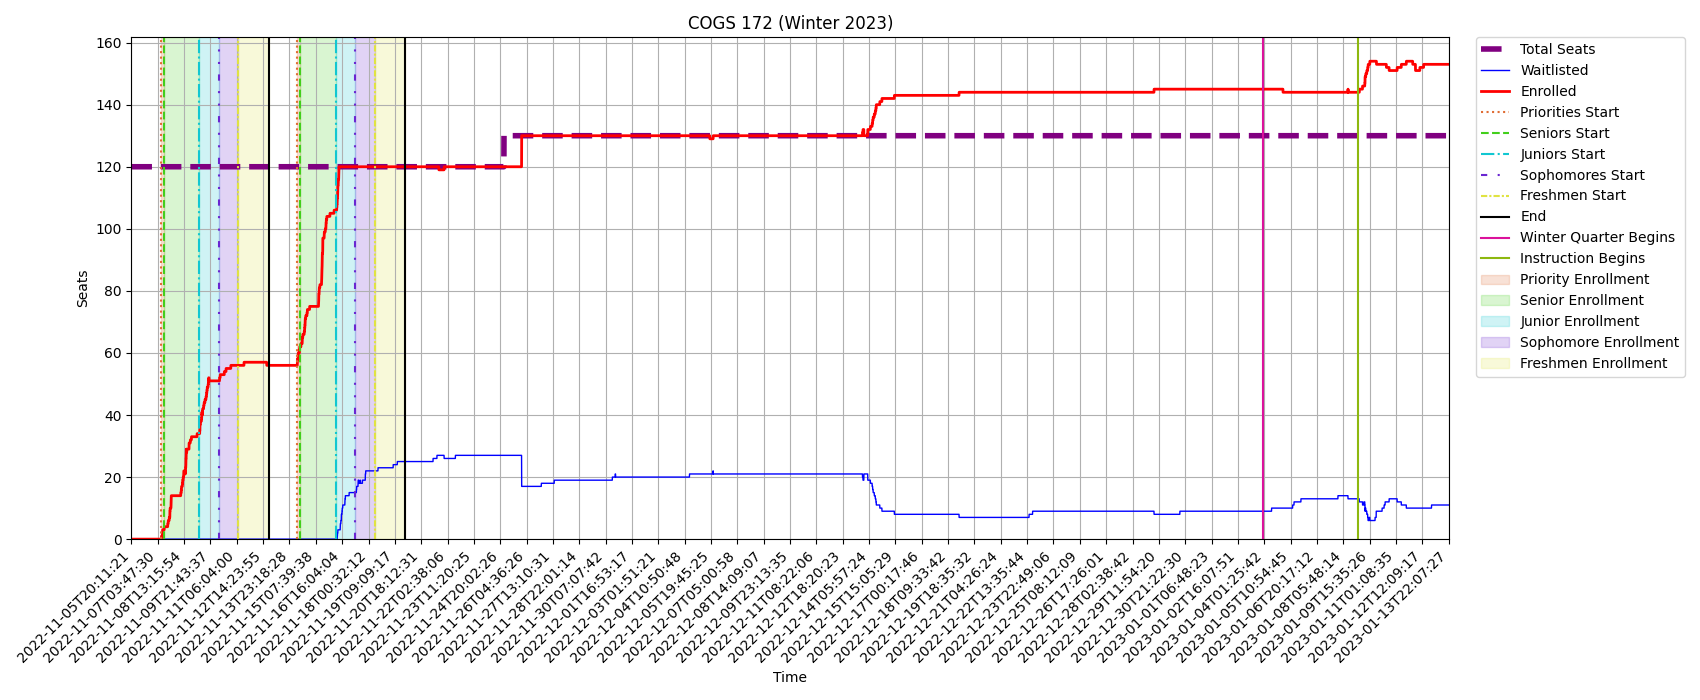 COGS 172 (Winter 2023)
Seats
160
140
120
100
80
60
40
20
0
2022-11-05T20:11:21
2022-11-07T03:47:30
2022-11-08T13:15:54
2022-11-09T21:43:37
2022-11-11T06:04:00
2022-11-12T14:23:55
2022-11-13T23:18:29
2022-11-15T07:39:38
2022-11-16T16:04:04
2022-11-18T00:32:12
2022-11-19T09:09:17
2022-11-20T18:12:31
2022-11-22T02:38:06
2022-11-23T11:20:25
2022-11-24T20:02:26
2022-11-26T04:36:26
2022-11-27T13:10:31
2022-11-28T22:01:14
2022-11-30T07:07:42
2022-12-01T16:53:17
2022-12-03T01:51:21
2022-12-04T10:50:48
2022-12-05T19:45:25
2022-12-07T05:00:58
2022-12-08T14:09:07
2022-12-09T23:13:35
2022-12-11T08:22:06
2022-12-12T18:20:23
2022-12-14T05:57:24
2022-12-15T15:05:29
2022-12-17T00:17:46
2022-12-18T09:33:42
2022-12-19T18:35:32
2022-12-21T04:26:24
2022-12-22T13:35:44
2022-12-23T22:49:06
2022-12-25T08:12:09
2022-12-26T17:26:01
2022-12-28T02:38:42
2022-12-29T11:54:20
2022-12-30T21:22:30
2023-01-01T06:48:23
2023-01-02T16:07:51
2023-01-04T01:25:42
2023-01-05T10:54:45
2023-01-06T20:17:12
2023-01-08T05:48:14
2023-01-09T15:35:26
2023-01-11T01:08:35
2023-01-12T12:09:17
2023-01-13T22:07:27
Time
Total Seats
Waitlisted
Enrolled
Priorities Start
Seniors Start
Juniors Start
Sophomores Start
Freshmen Start
End
Winter Quarter Begins
Instruction Begins
Priority Enrollment
Senior Enrollment
Junior Enrollment
Sophomore Enrollment
Freshmen Enrollment